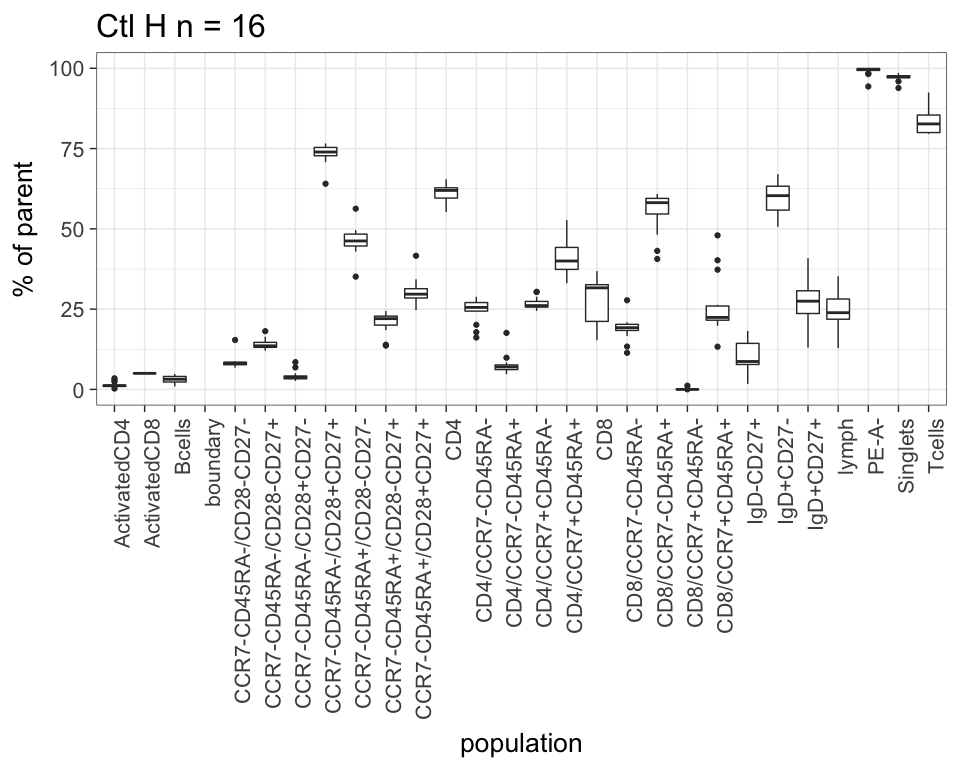 Ctl H n = 16
% of parent
100
75
50
25
0
ActivatedCD4
ActivatedCD8
Bcells
boundary
CCR7-CD45RA-/CD28-CD27-
CCR7-CD45RA-/CD28-CD27+
CCR7-CD45RA-/CD28+CD27-
CCR7-CD45RA-/CD28+CD27+
CCR7-CD45RA+/CD28-CD27-
CCR7-CD45RA+/CD28-CD27+
CCR7-CD45RA+/CD28+CD27+
CD4
CD4/CCR7-CD45RA-
CD4/CCR7-CD45RA+
CD4/CCR7+CD45RA-
CD4/CCR7+CD45RA+
CD8
CD8/CCR7-CD45RA-
CD8/CCR7-CD45RA+
CD8/CCR7+CD45RA-
CD8/CCR7+CD45RA+
IgD-CD27+
IgD+CD27-
IgD+CD27+
lymph
PE-A-
Singlets
Tcells
population